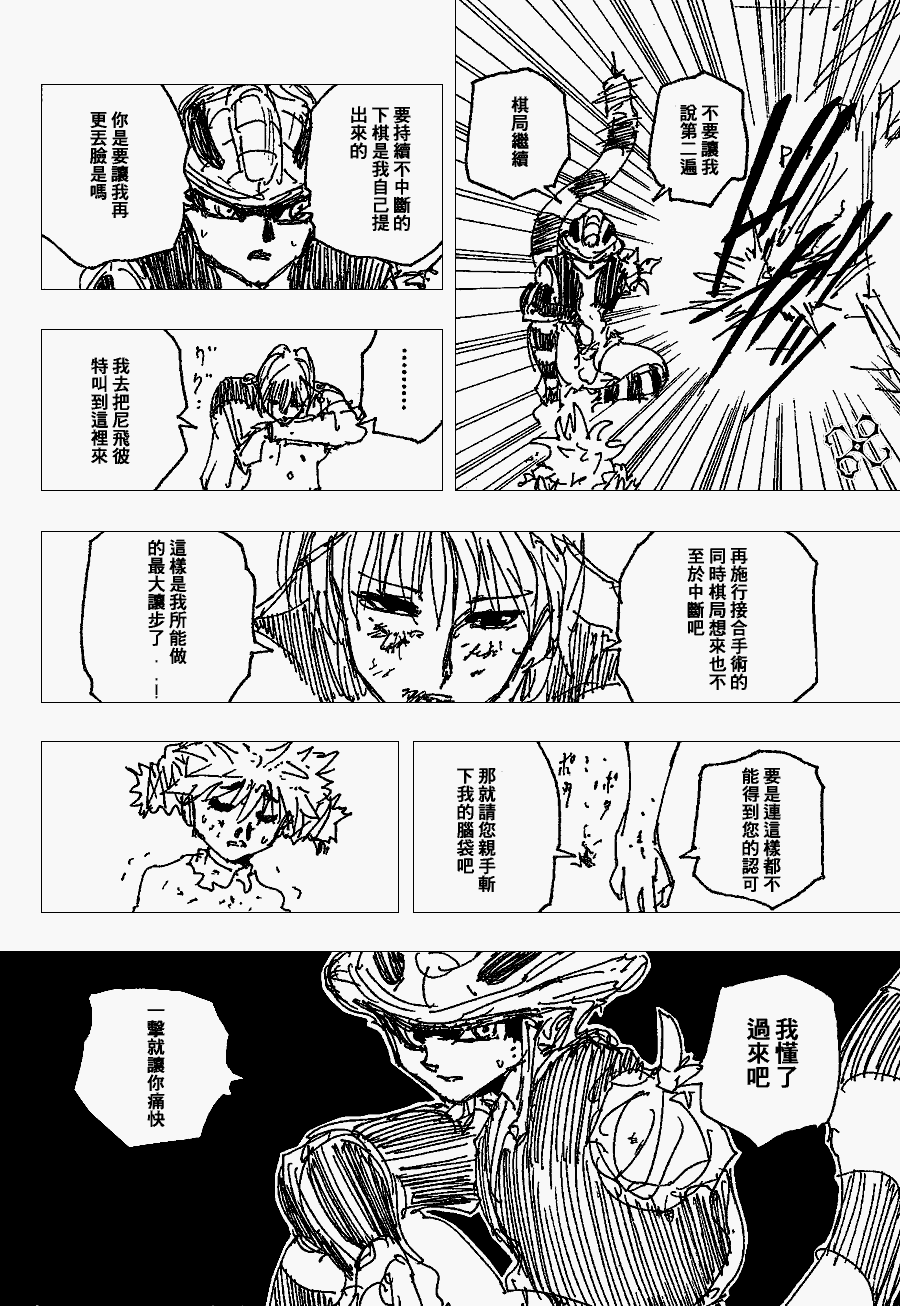 不要讓我
說第二遍
棋局繼續
要持續不中斷的
下棋是我自己提
出來的
你是要讓我再
更丟臉是嗎
⋯⋯⋯
グ゛
グ゛⋯
我去把尼飛彼
特叫到這裡來
再施行接合手術的
同時棋局想來也不
至於中斷吧
這樣是我所能做
的最大讓步了...!
要是連這樣都不
能得到您的認可
ポタ
ポタ
那就請您親手斬
下我的腦袋吧
我懂了
過來吧
一擊就讓你痛快